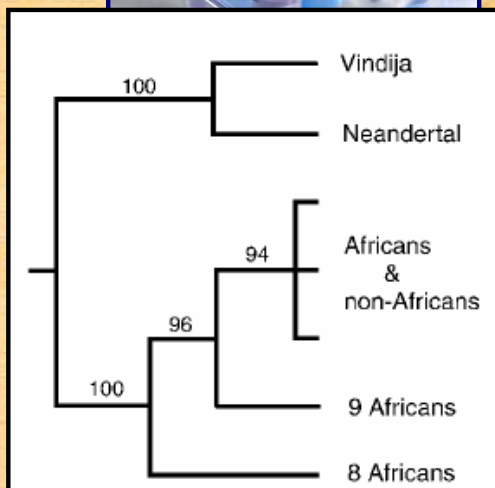 100
Vindija
Neandertal
94
Africans
&
non-Africans
96
100
9 Africans
8 Africans